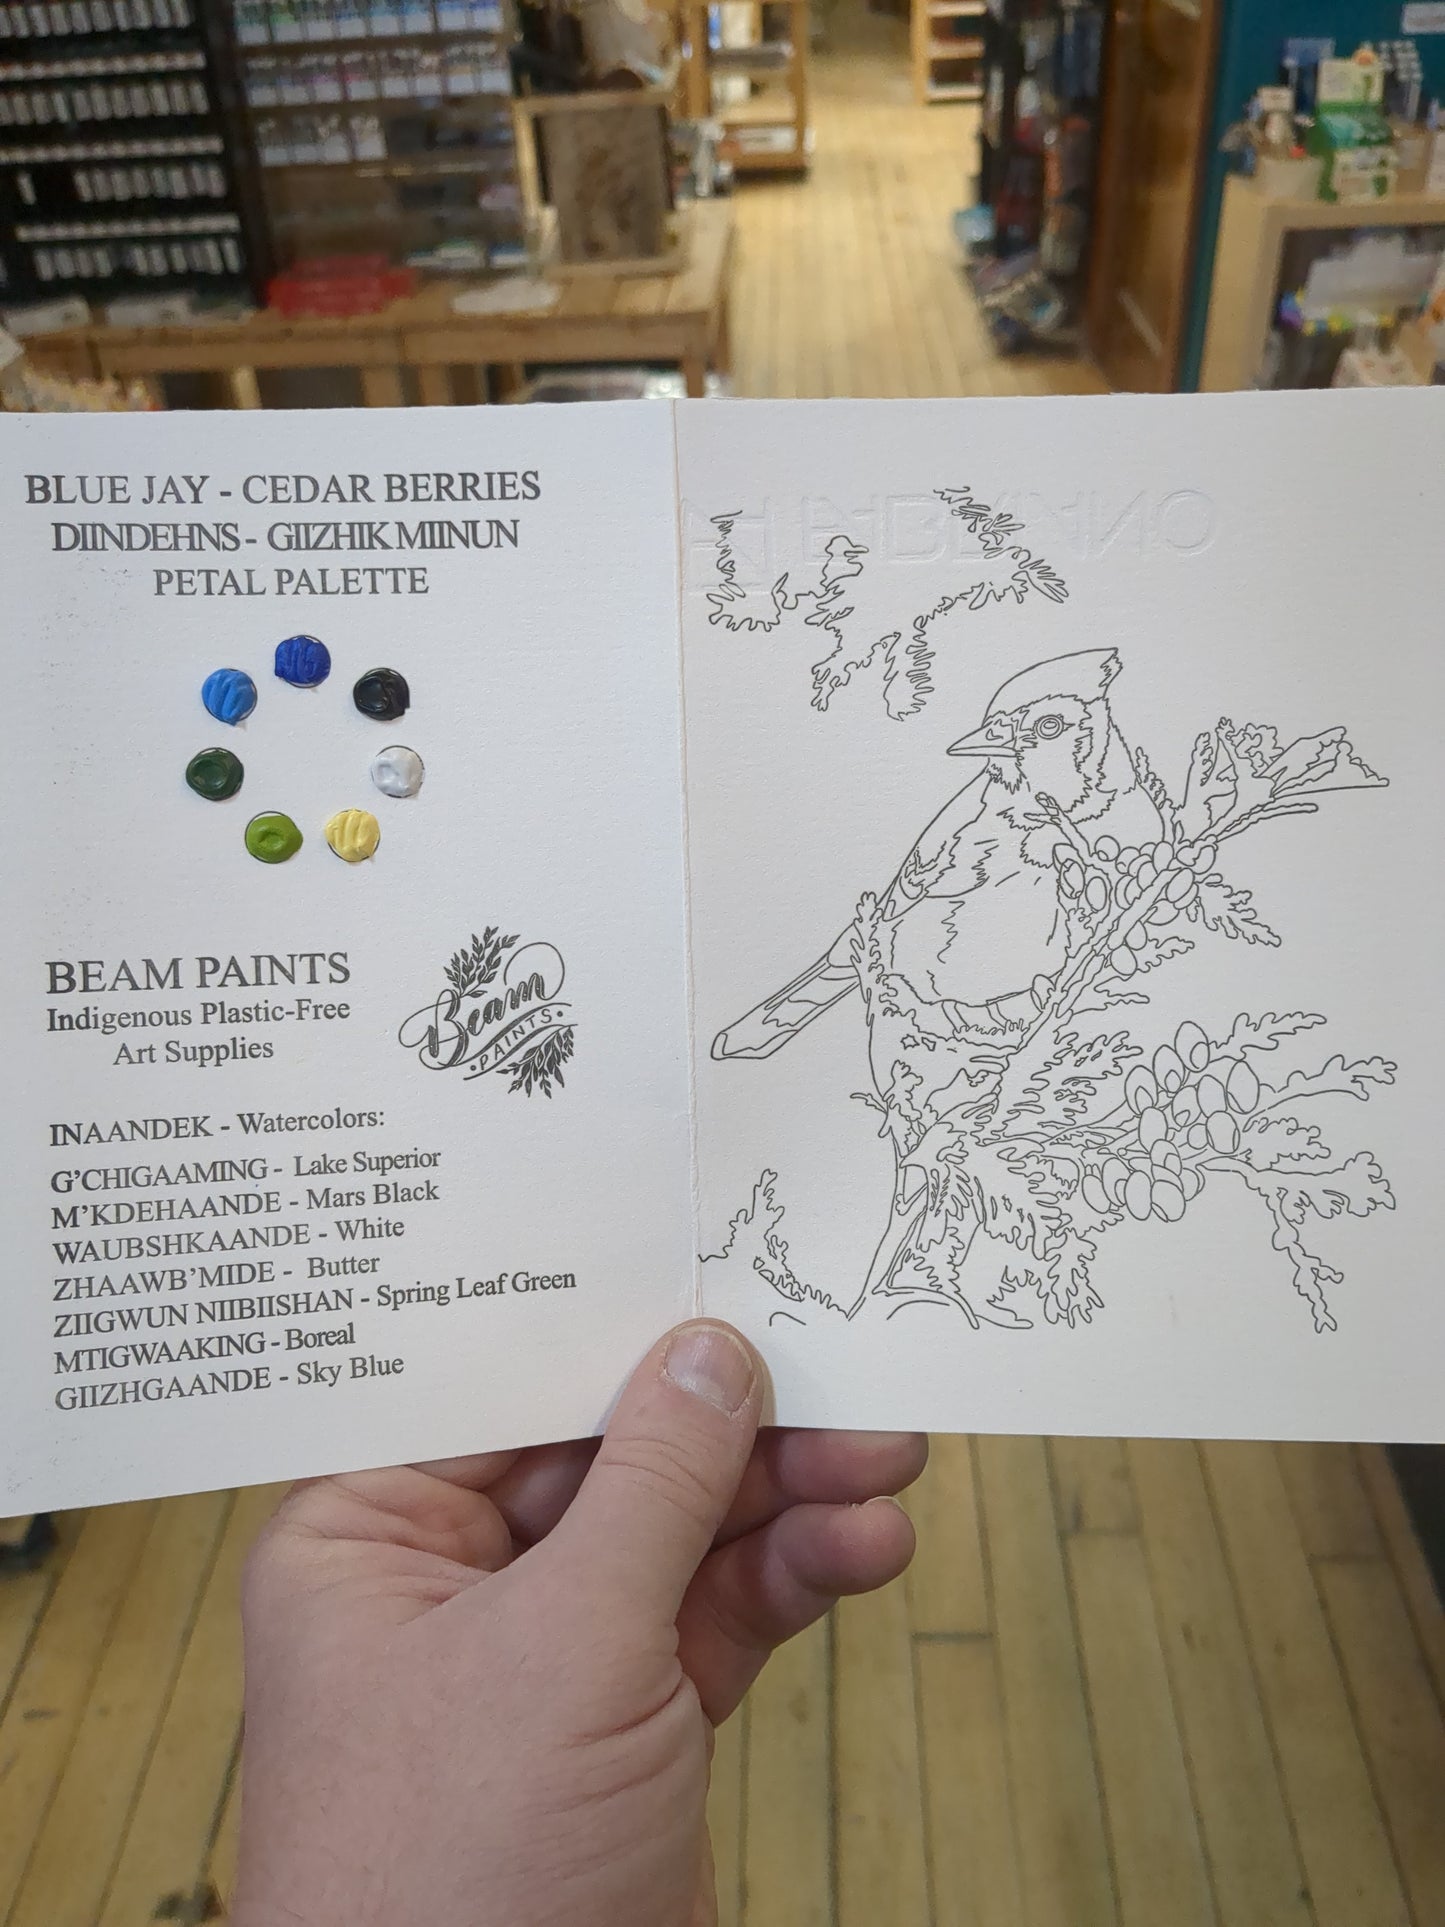 BLUE JAY - CEDAR BERRIES
DIINDEHNS - GIIZHIK MIINUN
PETAL PALETTE
BEAM PAINTS
Indigenous Plastic-Free
Art Supplies
Beam
PAINTS
INAANDEK - Watercolors:
G'CHIGAAMING - Lake Superior
M'KDEHAANDE - Mars Black
WAUBSHKAANDE - White
ZHAAWB'MIDE - Butter
ZIIGWUN NIIBIISHAN - Spring Leaf Green
MTIGWAAKING - Boreal
GIIZHGAANDE - Sky Blue